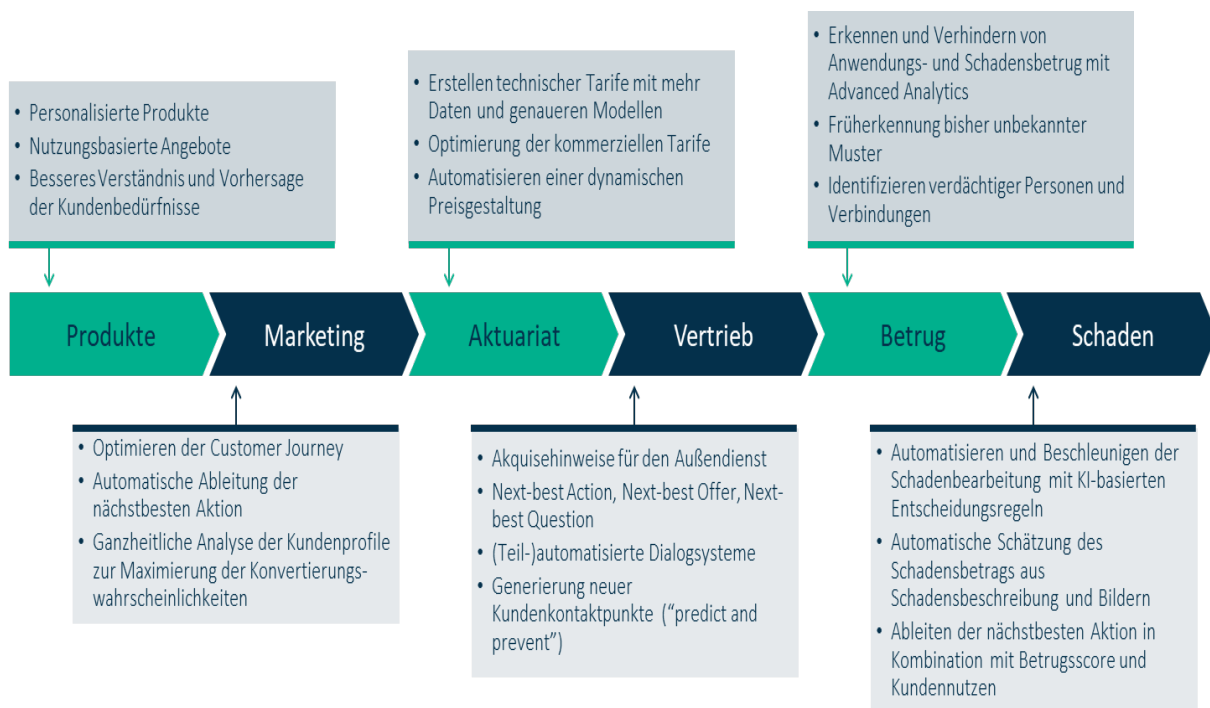 • Personalisierte Produkte
• Nutzungsbasierte Angebote
• Besseres Verständnis und Vorhersage
der Kundenbedürfnisse
• Erstellen technischer Tarife mit mehr
Daten und genaueren Modellen
• Optimierung der kommerziellen Tarife
• Automatisieren einer dynamischen
Preisgestaltung
• Erkennen und Verhindern von
Anwendungs- und Schadensbetrug mit
Advanced Analytics
• Früherkennung bisher unbekannter
Muster
• Identifizieren verdächtiger Personen und
Verbindungen
Produkte
Marketing
Aktuariat
Vertrieb
Betrug
Schaden
• Optimieren der Customer Journey
• Automatische Ableitung der
nächstbesten Aktion
• Ganzheitliche Analyse der Kundenprofile
zur Maximierung der Konvertierungs-
wahrscheinlichkeiten
• Akquisehinweise für den Außendienst
• Next-best Action, Next-best Offer, Next-
best Question
• (Teil-)automatisierte Dialogsysteme
• Generierung neuer
Kundenkontaktpunkte (“predict and
prevent”)
• Automatisieren und Beschleunigen der
Schadenbearbeitung mit KI-basierten
Entscheidungsregeln
• Automatische Schätzung des
Schadensbetrags aus
Schadensbeschreibung und Bildern
• Ableiten der nächstbesten Aktion in
Kombination mit Betrugsscore und
Kundennutzen